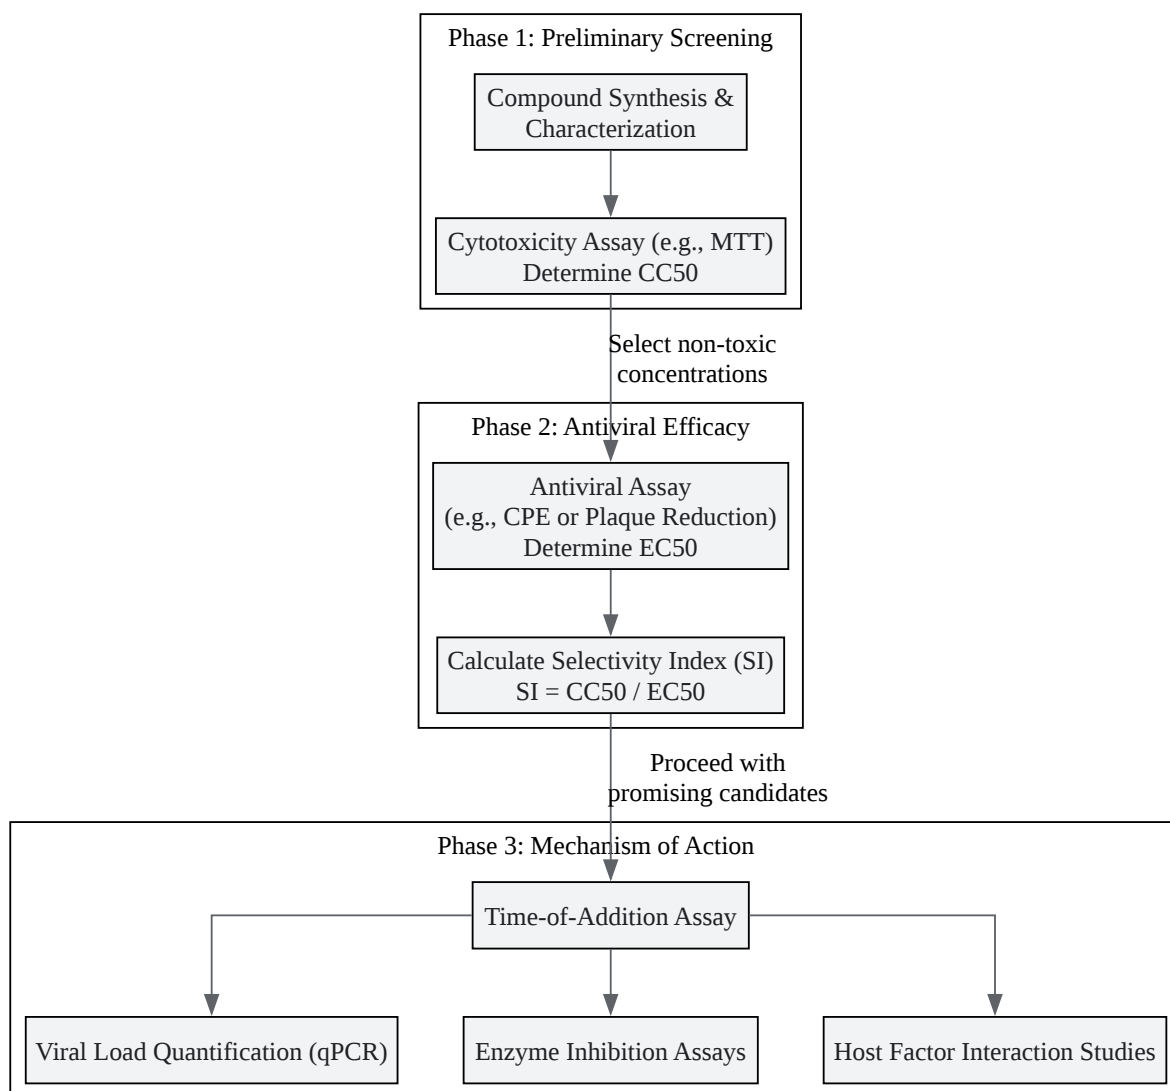 Phase 1: Preliminary Screening
Compound Synthesis &
Characterization
Cytotoxicity Assay (e.g., MTT)
Determine CC50
Select non-toxic
concentrations
Phase 2: Antiviral Efficacy
Antiviral Assay
(e.g., CPE or Plaque Reduction)
Determine EC50
Calculate Selectivity Index (SI)
SI = CC50 / EC50
Proceed with
promising candidates
Phase 3: Mechanism of Action
Time-of-Addition Assay
Viral Load Quantification (qPCR)
Enzyme Inhibition Assays
Host Factor Interaction Studies